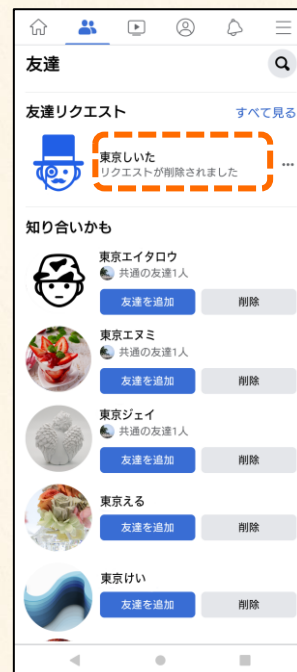 友達
友達リクエスト
すべて見る
東京しいた
リクエストが削除されました
知り合いかも
東京エイタロウ
共通の友達1人
友達を追加
削除
東京エヌミ
共通の友達1人
友達を追加
削除
東京ジェイ
共通の友達1人
友達を追加
削除
東京える
友達を追加
削除
東京けい
友達を追加
削除